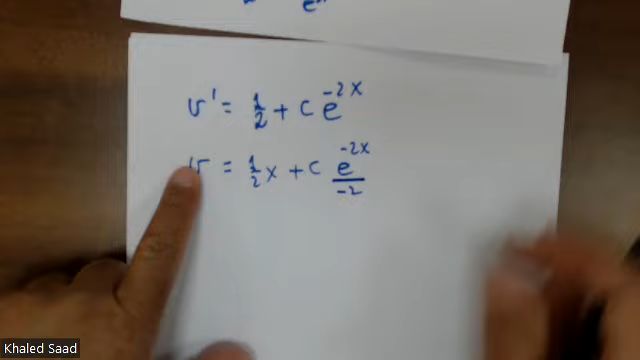 v' = 1/2 + c e^-2x
v = 1/2 x + c e^-2x/-2
Khaled Saad